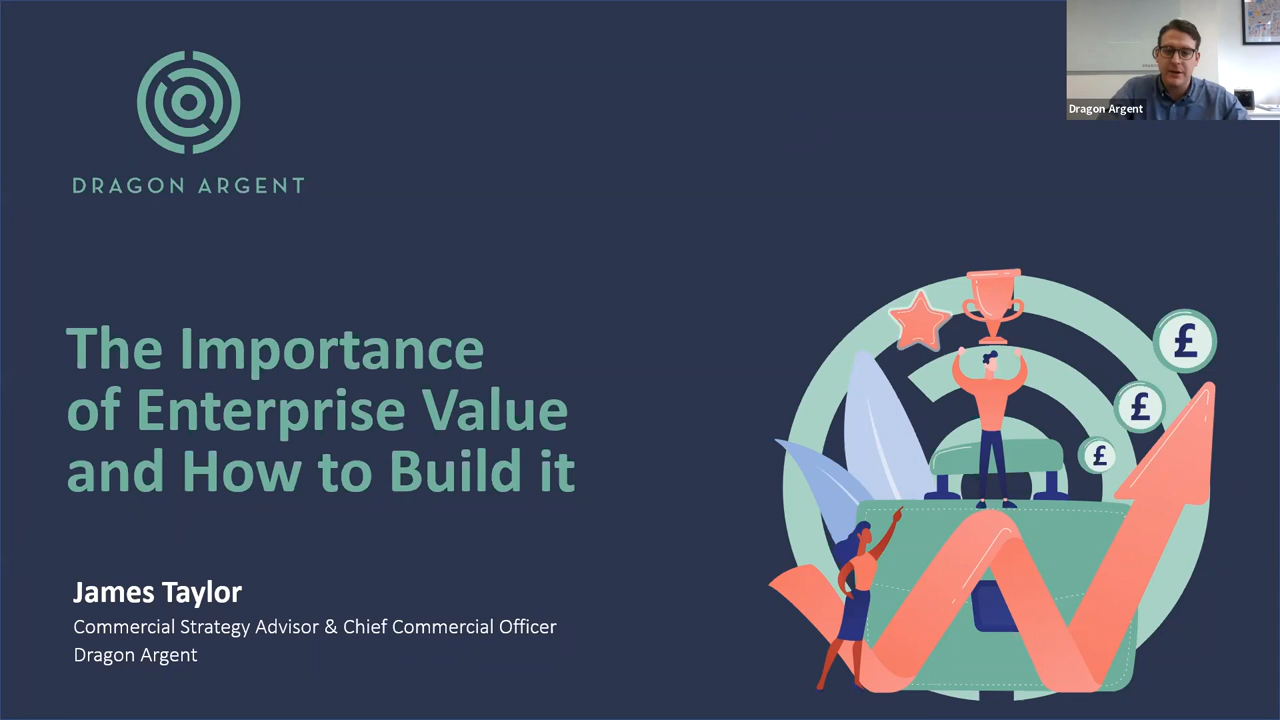 DRAGON ARGENT
Dragon Argent
The Importance
of Enterprise Value
and How to Build it
£
£
£
James Taylor
Commercial Strategy Advisor & Chief Commercial Officer
Dragon Argent